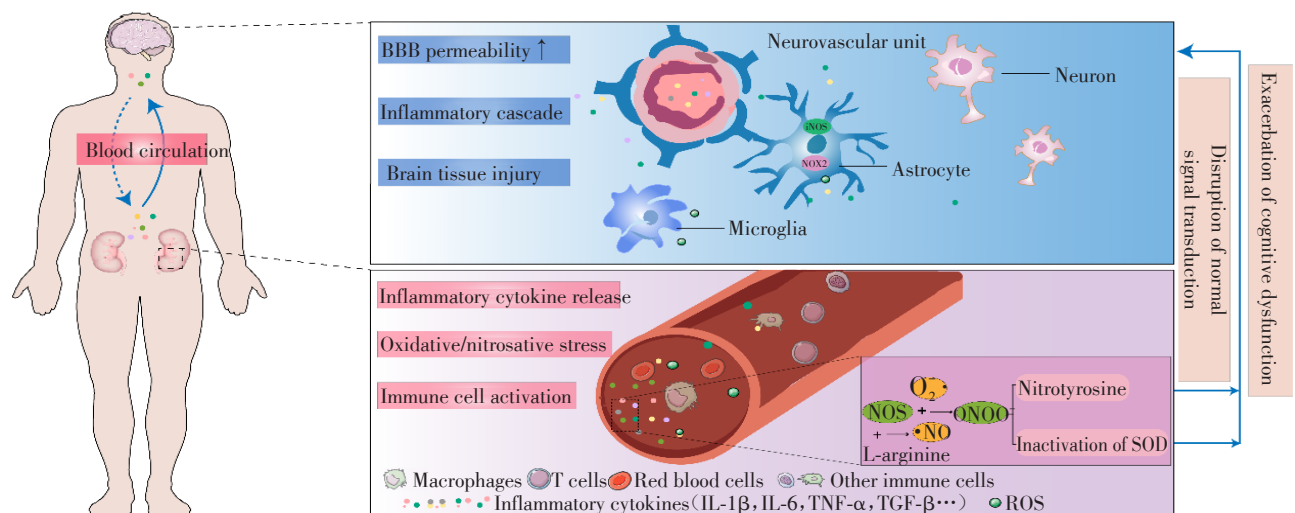 Blood circulation
BBB permeability ↑
Inflammatory cascade
Brain tissue injury
Neurovascular unit
Neuron
iNOS
NOX2
Astrocyte
Microglia
Inflammatory cytokine release
Oxidative/nitrosative stress
Immune cell activation
O₂•
NOS + → ONOO
+ → •NO
L-arginine
Nitrotyrosine
Inactivation of SOD
Disruption of normal
signal transduction
Exacerbation of cognitive dysfunction
Macrophages T cells Red blood cells Other immune cells
Inflammatory cytokines(IL-1β,IL-6,TNF-α,TGF-β…) ROS